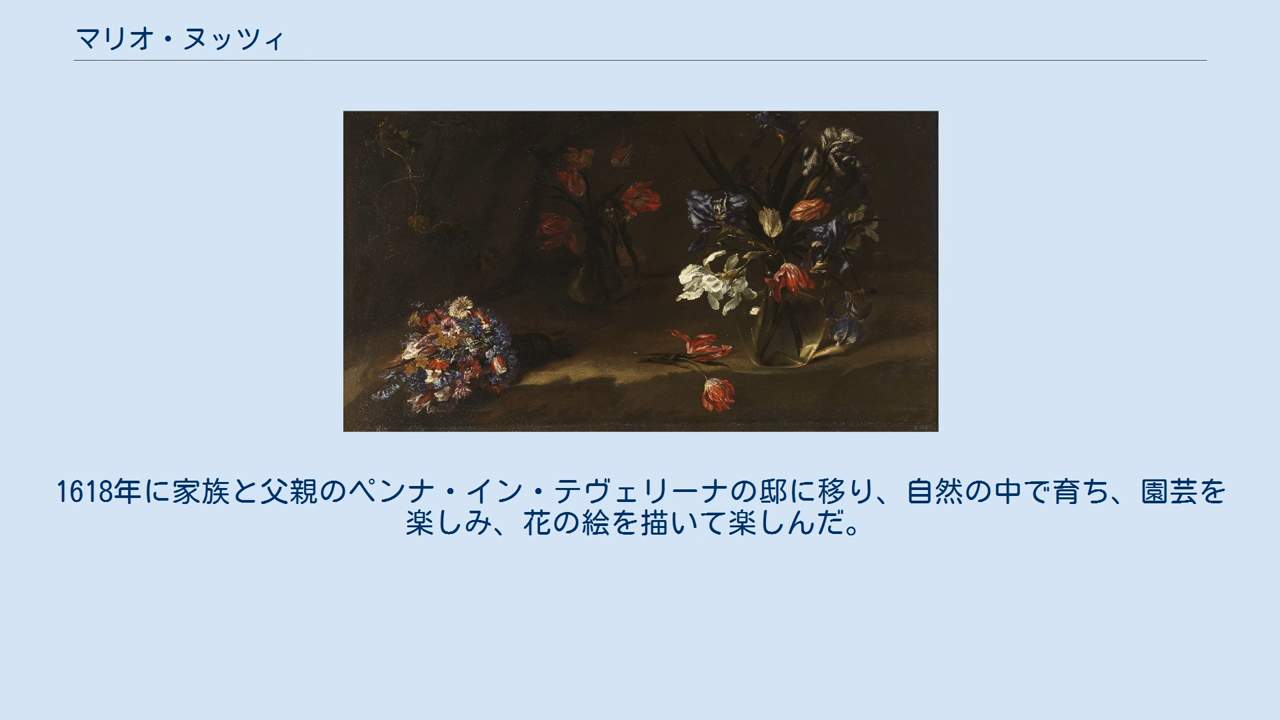 マリオ・ヌッツィ
1618年に家族と父親のペンナ・イン・テヴェリーナの邸に移り、自然の中で育ち、園芸を
楽しみ、花の絵を描いて楽しんだ。